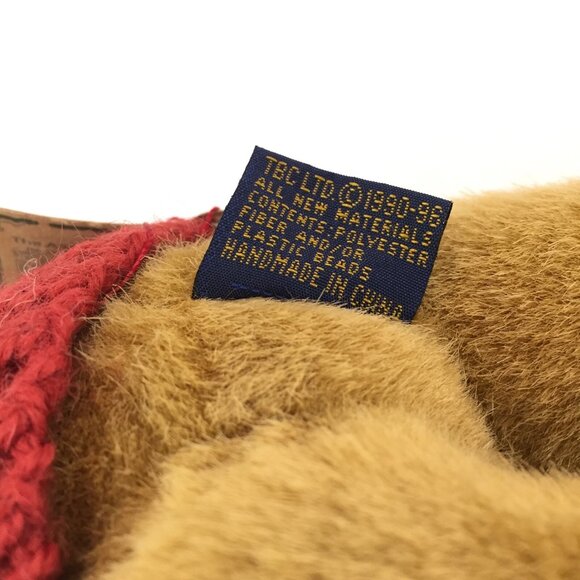 TBC LTD ©1990-98
ALL NEW MATERIALS
CONTENTS:POLYESTER
FIBER AND/OR
PLASTIC BEADS
HANDMADE IN CHINA